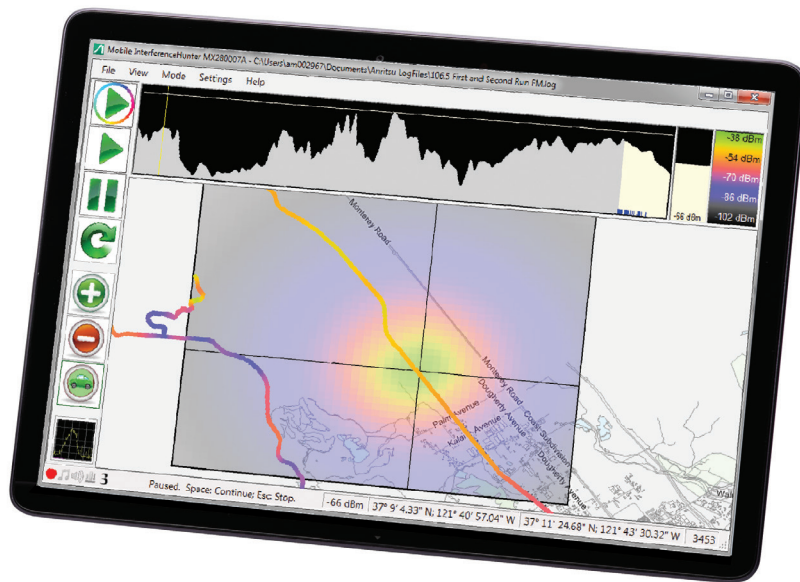 Mobile InterferenceHunter MX280007A - C:\Users\am002967\Documents\Anritsu LogFiles\106.5 First and Second Run FM.log
File View Mode Settings Help
-38 dBm
-54 dBm
-70 dBm
-86 dBm
-102 dBm
-66 dBm
Monterey Road
Monterey Road
Dougherty Avenue
Palm Avenue
Kalai Avenue
Dougherty Avenue
3
Paused. Space: Continue; Esc: Stop.
-66 dBm
37° 9' 4.33" N; 121° 40' 57.04" W
37° 11' 24.68" N; 121° 43' 30.32" W
3453